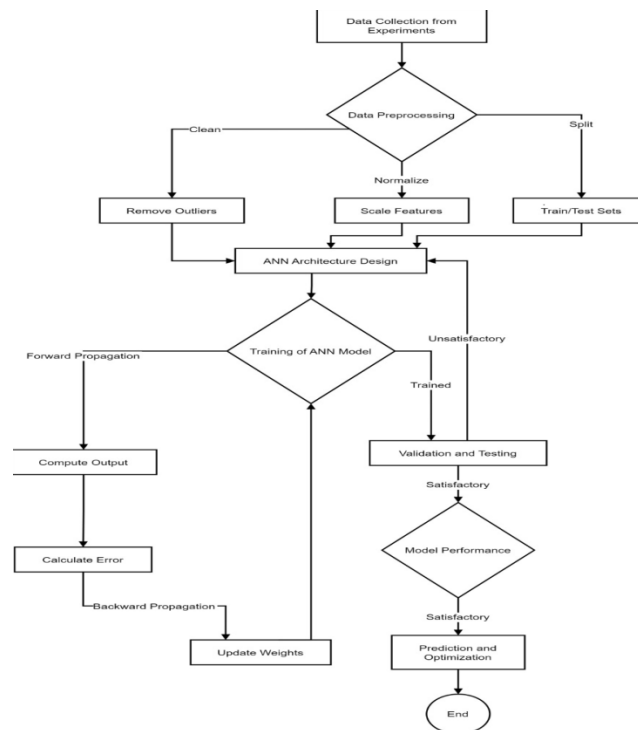 Data Collection from
Experiments
Data Preprocessing
Clean
Split
Normalize
Remove Outliers
Scale Features
Train/Test Sets
ANN Architecture Design
Unsatisfactory
Training of ANN Model
Forward Propagation
Trained
Compute Output
Validation and Testing
Satisfactory
Calculate Error
Model Performance
Backward Propagation
Satisfactory
Update Weights
Prediction and
Optimization
End